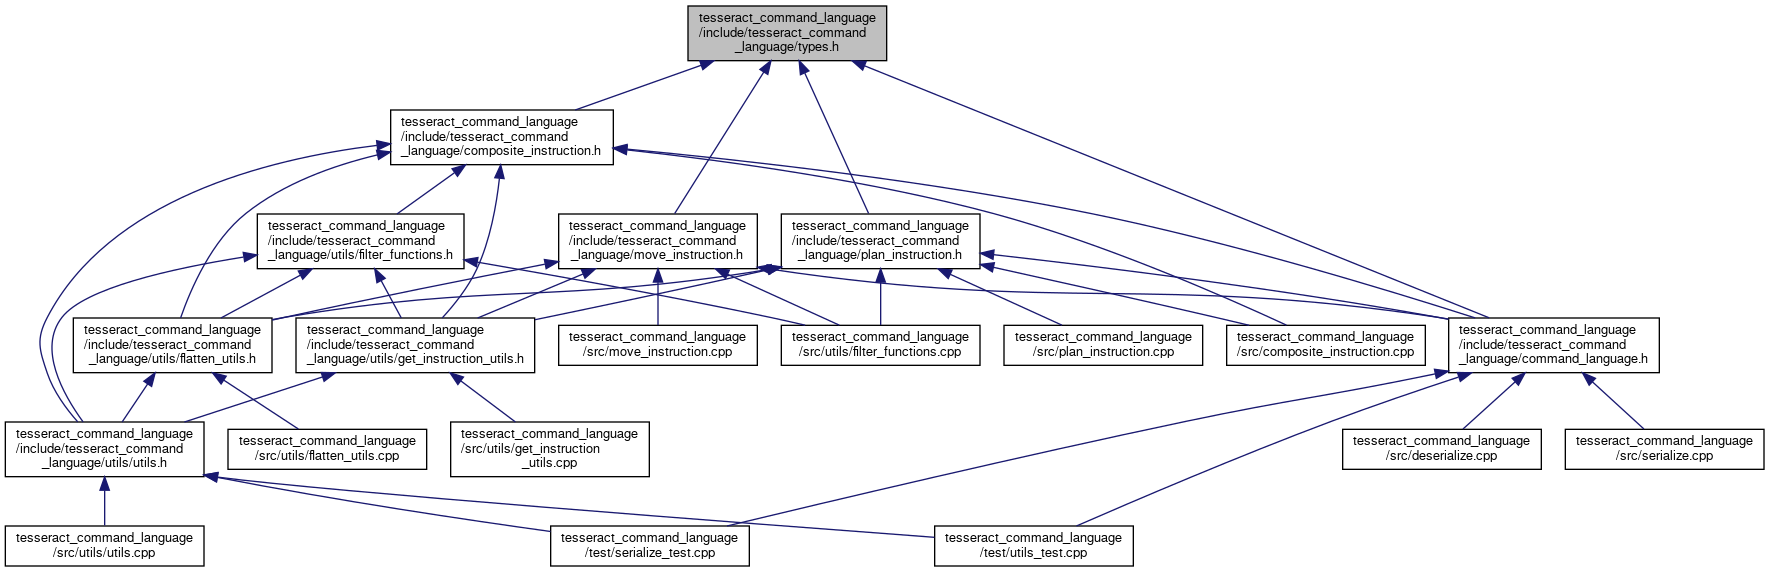 tesseract_command_language
/include/tesseract_command
_language/types.h
tesseract_command_language
/include/tesseract_command
_language/composite_instruction.h
tesseract_command_language
/include/tesseract_command
_language/utils/filter_functions.h
tesseract_command_language
/include/tesseract_command
_language/move_instruction.h
tesseract_command_language
/include/tesseract_command
_language/plan_instruction.h
tesseract_command_language
/include/tesseract_command
_language/utils/flatten_utils.h
tesseract_command_language
/include/tesseract_command
_language/utils/get_instruction_utils.h
tesseract_command_language
/src/move_instruction.cpp
tesseract_command_language
/src/utils/filter_functions.cpp
tesseract_command_language
/src/plan_instruction.cpp
tesseract_command_language
/src/composite_instruction.cpp
tesseract_command_language
/include/tesseract_command
_language/command_language.h
tesseract_command_language
/include/tesseract_command
_language/utils/utils.h
tesseract_command_language
/src/utils/flatten_utils.cpp
tesseract_command_language
/src/utils/get_instruction
_utils.cpp
tesseract_command_language
/src/deserialize.cpp
tesseract_command_language
/src/serialize.cpp
tesseract_command_language
/src/utils/utils.cpp
tesseract_command_language
/test/serialize_test.cpp
tesseract_command_language
/test/utils_test.cpp